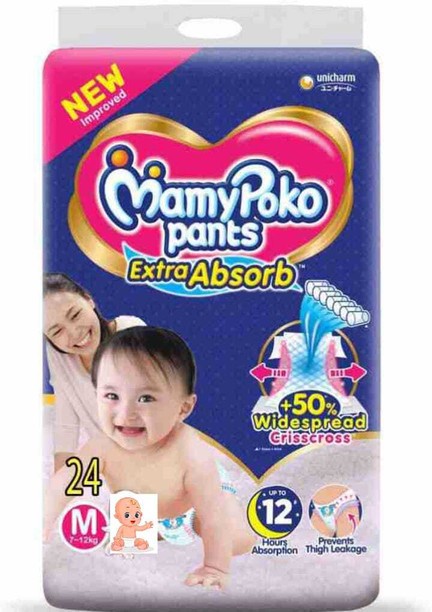 NEW
Improved
unicharm
ユニ・チャーム
MamyPoko
pants
Extra Absorb™
+50%
Widespread
Crisscross
24
M
7-12kg
UP TO
12
Hours
Absorption
Prevents
Thigh Leakage